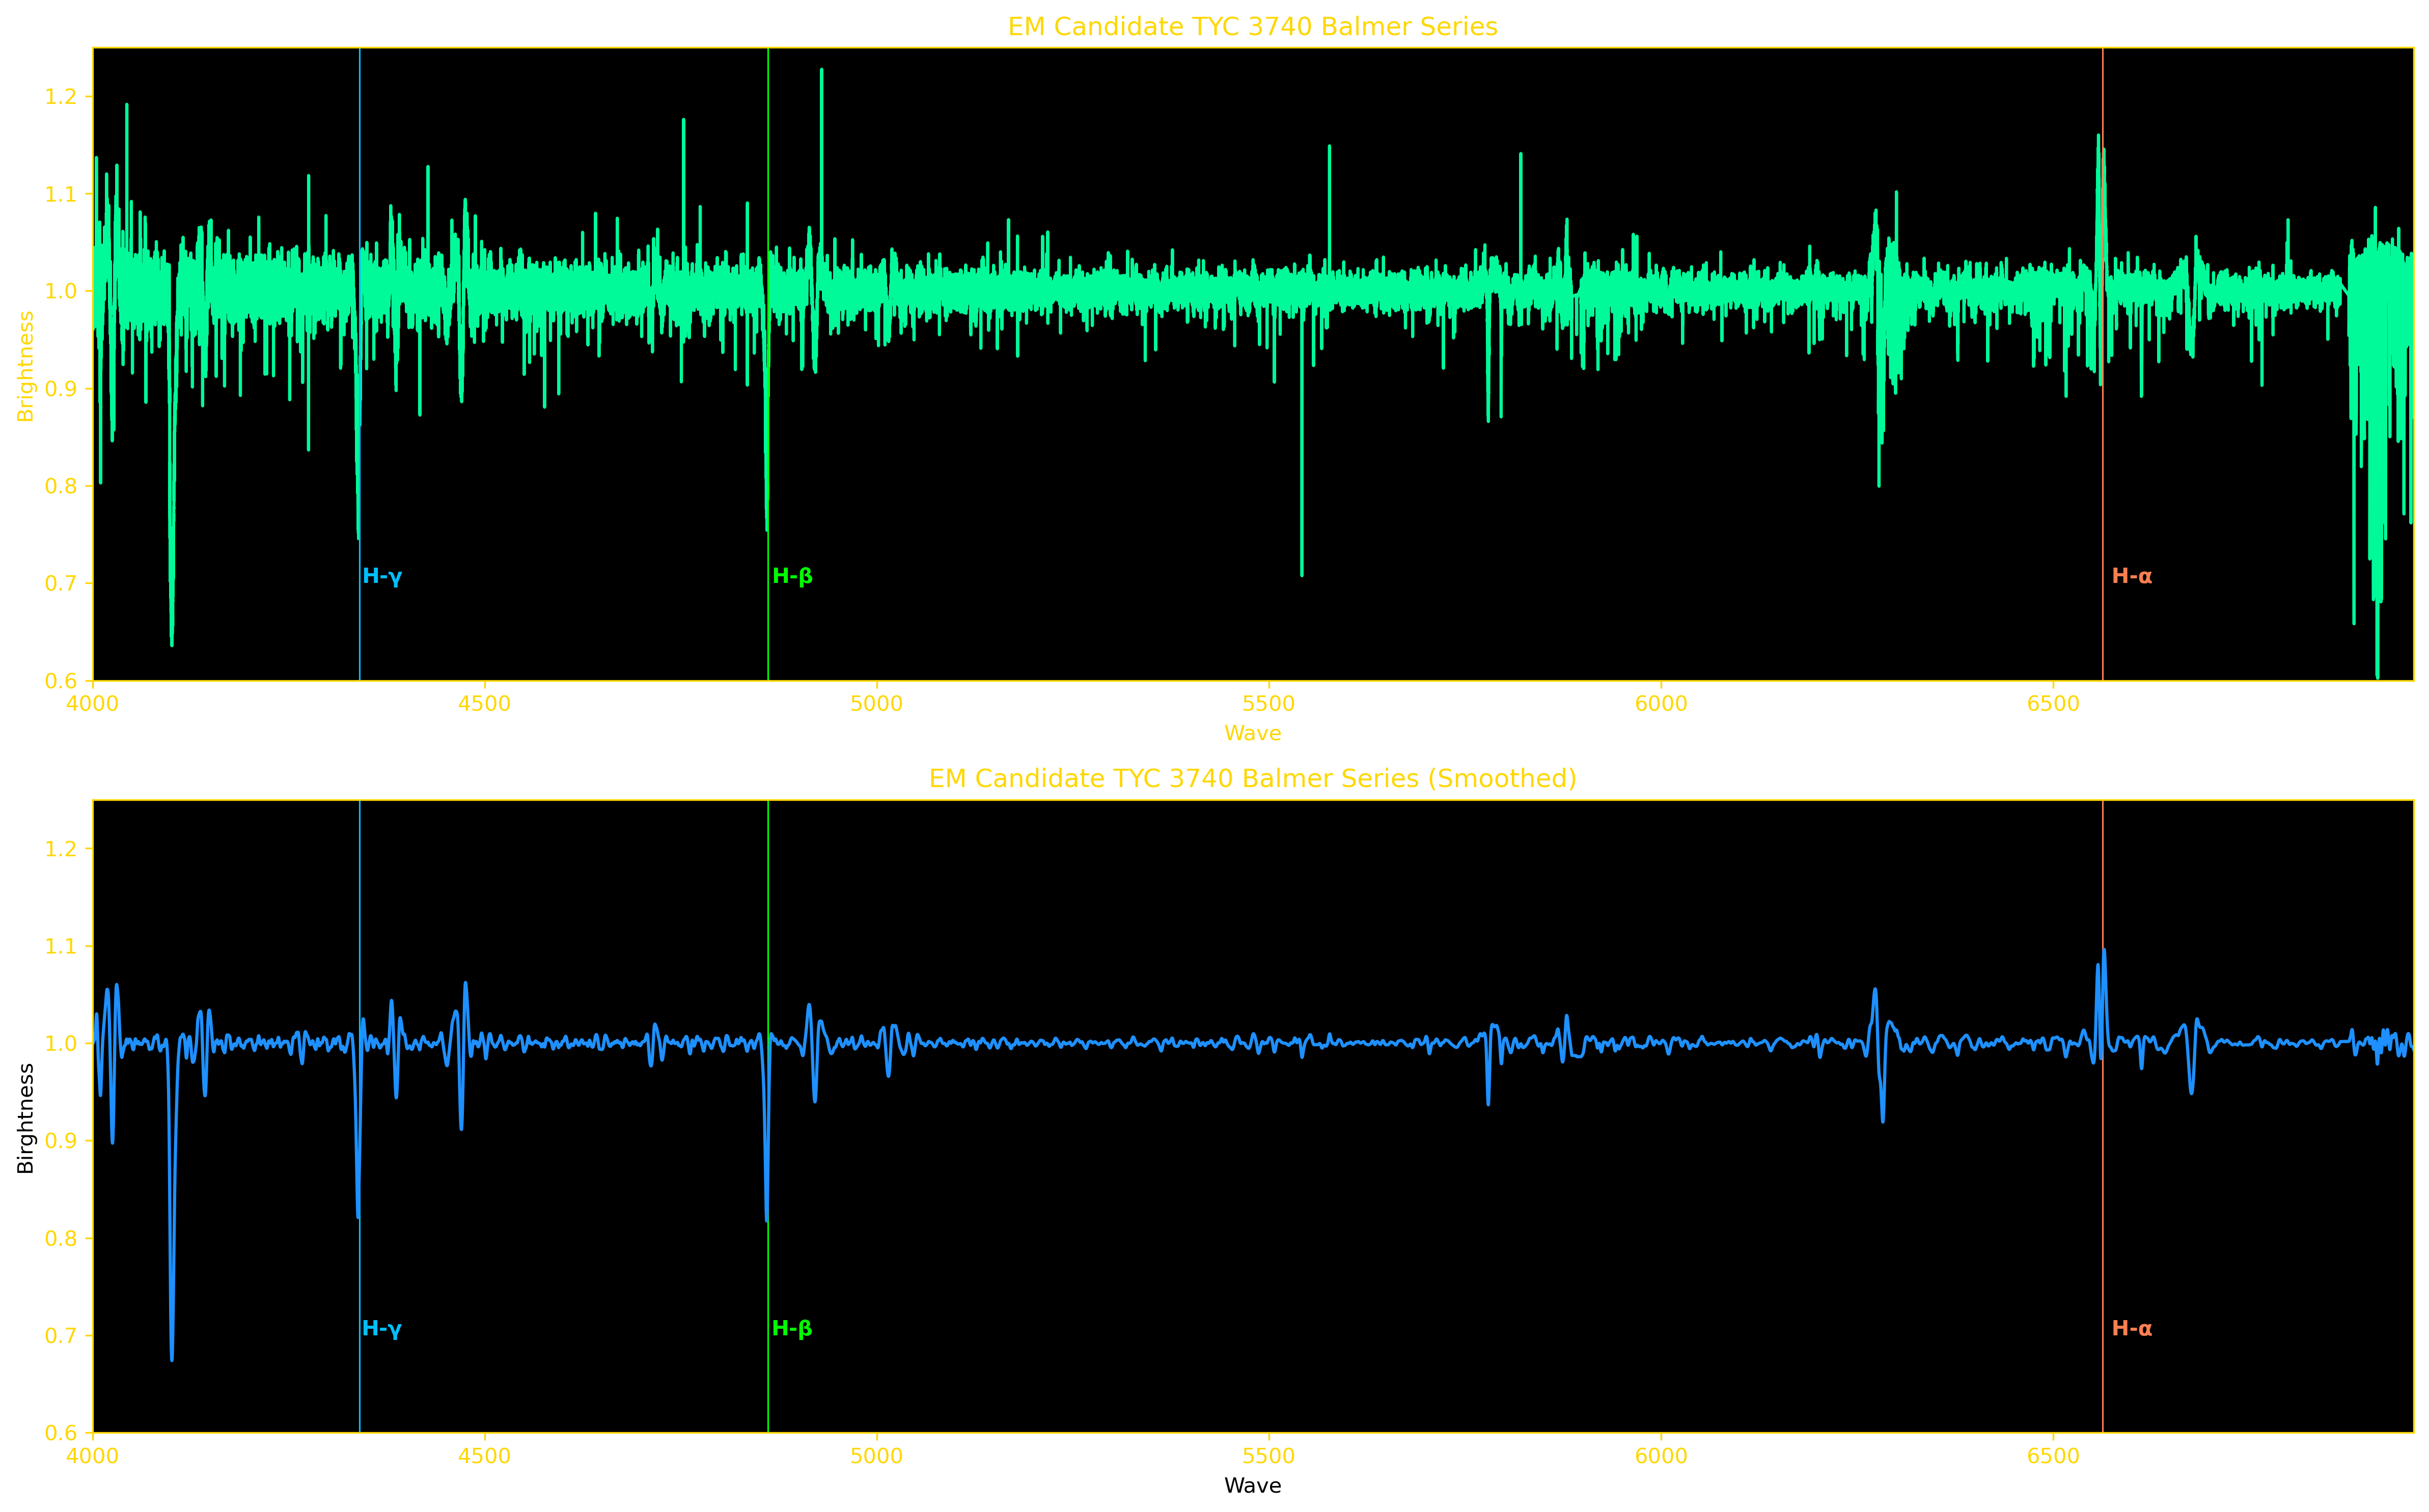 EM Candidate TYC 3740 Balmer Series
Brightness
1.2
1.1
1.0
0.9
0.8
0.7
0.6
H-γ
H-β
H-α
4000
4500
5000
5500
6000
6500
Wave
EM Candidate TYC 3740 Balmer Series (Smoothed)
Birghtness
1.2
1.1
1.0
0.9
0.8
0.7
0.6
H-γ
H-β
H-α
4000
4500
5000
5500
6000
6500
Wave